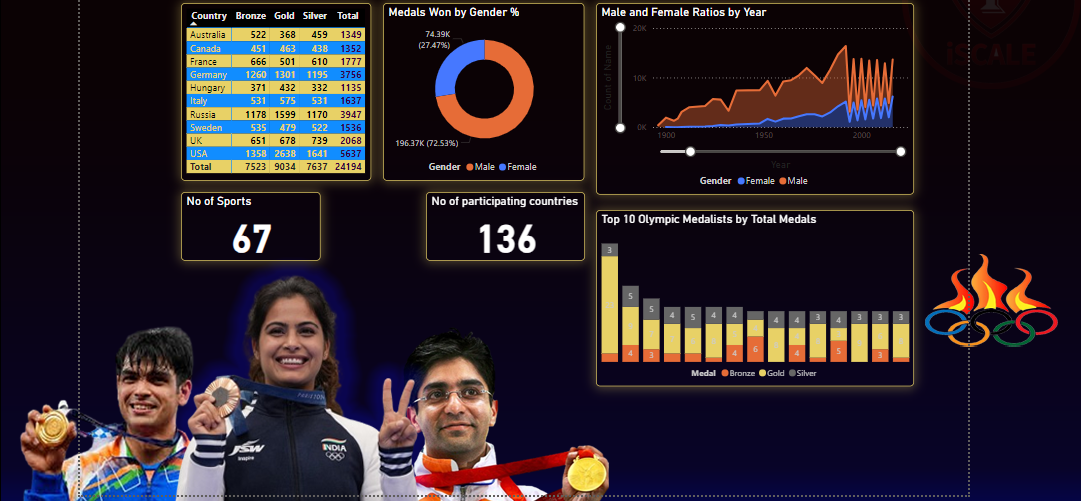 Country Bronze Gold Silver Total
Australia 522 368 459 1349
Canada 451 463 438 1352
France 666 501 610 1777
Germany 1260 1301 1195 3756
Hungary 371 432 332 1135
Italy 531 575 531 1637
Russia 1178 1599 1170 3947
Sweden 535 479 522 1536
UK 651 678 739 2068
USA 1358 2638 1641 5637
Total 7523 9034 7637 24194
Medals Won by Gender %
74.39K
(27.47%)
196.37K (72.53%)
Gender Male Female
Male and Female Ratios by Year
20K
10K
0K
Count of Name
1900 1950 2000
Year
Gender Female Male
iSCALE
No of Sports
67
No of participating countries
136
Top 10 Olympic Medalists by Total Medals
3
5
5
4 5 4 4 4 4 3 3 4 3 3 3
4 3 4 6 4 5 3
Medal Bronze Gold Silver
PARIS
JSW
Inspire
INDIA